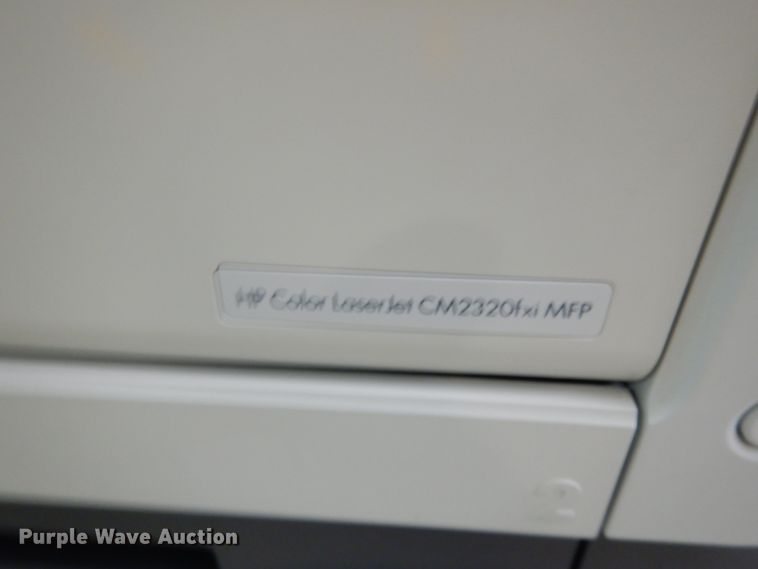 HP Color LaserJet CM2320fxi MFP
Purple Wave Auction